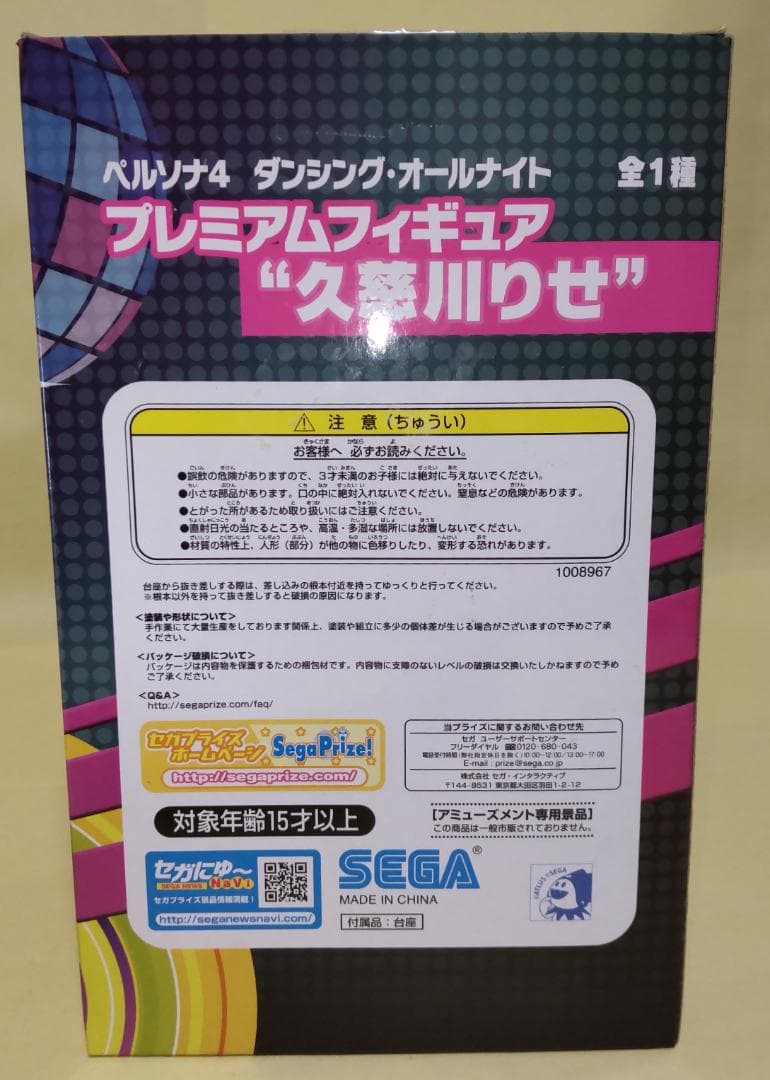 ペルソナ4 ダンシング・オールナイト 全1種
プレミアムフィギュア
“久慈川りせ”
⚠ 注意(ちゅうい)
お客様へ 必ずお読みください。
●誤飲の危険がありますので、3才未満のお子様には絶対に与えないでください。
●小さな部品があります。口の中に絶対入れないでください。窒息などの危険があります。
●とがった所があるため取り扱いにはご注意ください。
●直射日光の当たるところや、高温・多湿な場所には放置しないでください。
●材質の特性上、人形(部分)が他の物に色移りしたり、変形する恐れがあります。
1008967
台座から抜き差しする際は、差し込みの根本付近を持ってゆっくりと行ってください。
※根本以外を持って抜き差しすると破損の原因になります。
<塗装や形状について>
手作業にて大量生産をしております関係上、塗装や組立に多少の個体差が生じる場合がございますので予めご了承
ください。
<パッケージ破損について>
パッケージは内容物を保護するための梱包材です。内容物に支障のないレベルの破損は交換いたしかねますので予め
ご了承ください。
<Q&A>
http://segaprize.com/faq/
セガプライズ
ホームページ
SegaPrize!
http://segaprize.com/
当プライズに関するお問い合わせ先
セガ ユーザーサポートセンター
フリーダイヤル 0120-680-043
電話受付時間:(弊社指定休日を除く)10:00~12:00/13:00~17:00
E-mail : prize@sega.co.jp
株式会社 セガ・インタラクティブ
〒144-8531 東京都大田区羽田1-2-12
対象年齢15才以上
[アミューズメント専用景品]
この商品は一般市販されておりません。
セガにゅ~
SEGA NEWS NaVi
セガプライズ景品情報満載!
http://seganewsnavi.com/
SEGA®
MADE IN CHINA
付属品:台座
©ATLUS ©SEGA